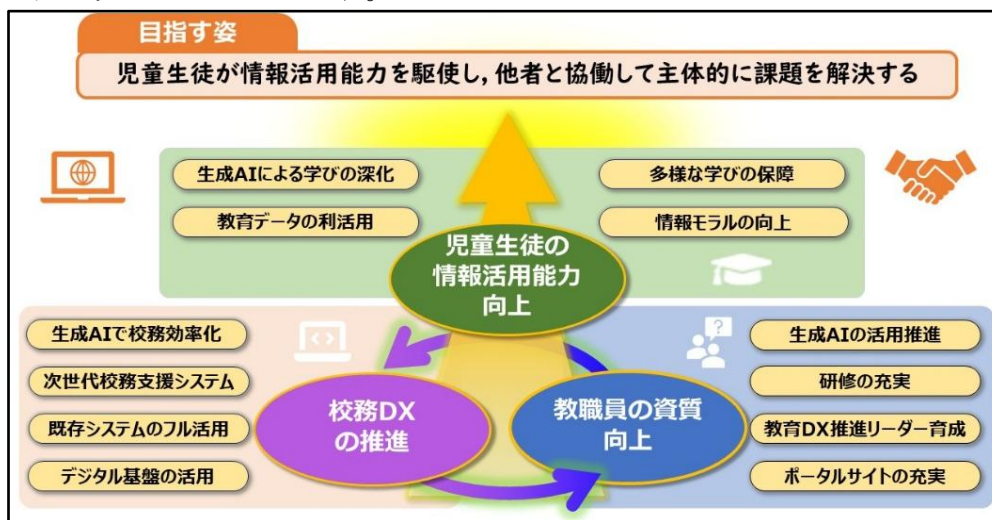 目指す姿
児童生徒が情報活用能力を駆使し,他者と協働して主体的に課題を解決する
生成AIによる学びの深化
教育データの利活用
多様な学びの保障
情報モラルの向上
児童生徒の
情報活用能力
向上
生成AIで校務効率化
次世代校務支援システム
既存システムのフル活用
デジタル基盤の活用
校務DX
の推進
教職員の資質
向上
?
生成AIの活用推進
研修の充実
教育DX推進リーダー育成
ポータルサイトの充実